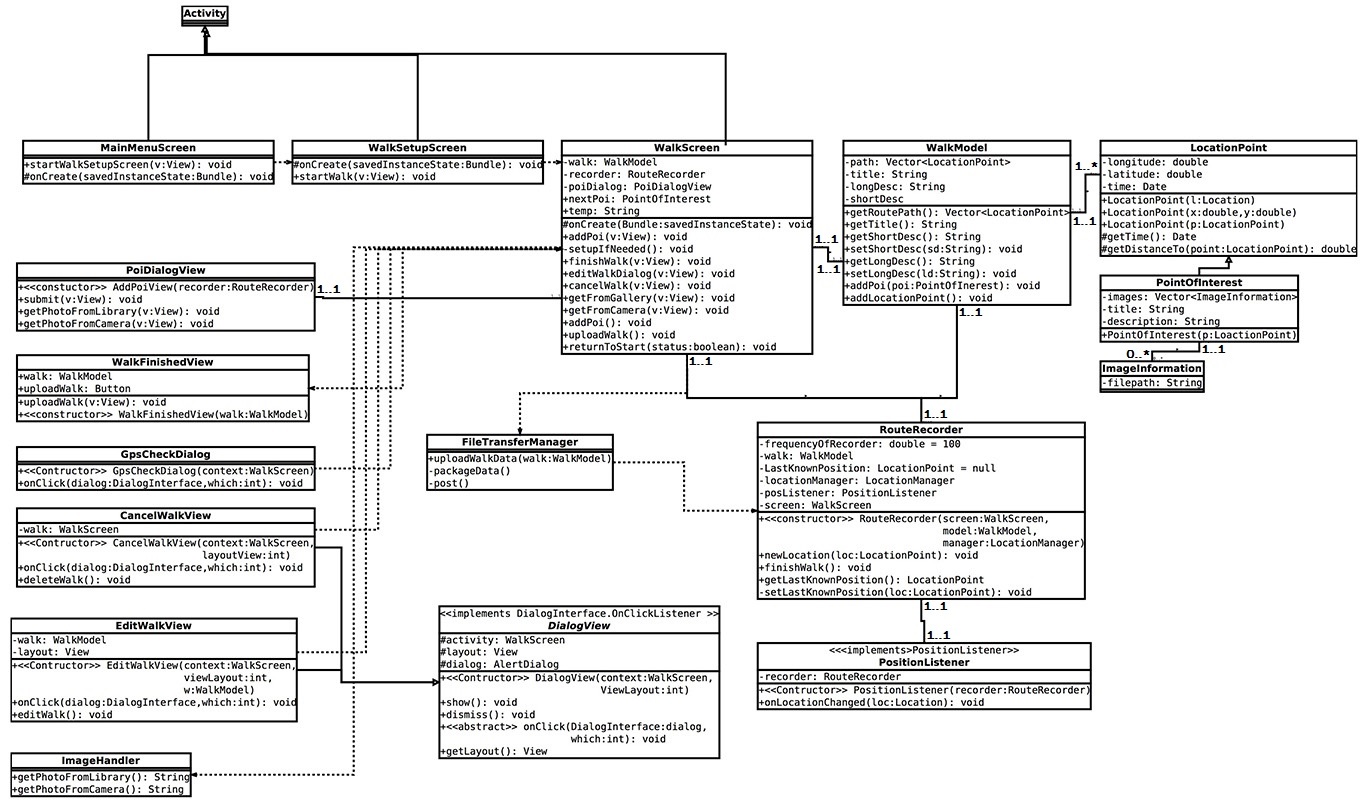 Activity
MainMenuScreen
+startWalkSetupScreen(v:View): void
#onCreate(savedInstanceState:Bundle): void
WalkSetupScreen
#onCreate(savedInstanceState:Bundle): void
+startWalk(v:View): void
WalkScreen
-walk: WalkModel
-recorder: RouteRecorder
-poiDialog: PoiDialogView
+nextPoi: PointOfInterest
+temp: String
#onCreate(Bundle:savedInstanceState): void
+addPoi(v:View): void
-setupIfNeeded(): void
+finishWalk(v:View): void
+editWalkDialog(v:View): void
+cancelWalk(v:View): void
+getFromGallery(v:View): void
+getFromCamera(v:View): void
+addPoi(): void
+uploadWalk(): void
+returnToStart(status:boolean): void
1..1
1..1
1..1
WalkModel
-path: Vector<LocationPoint>
-title: String
-longDesc: String
-shortDesc
+getRoutePath(): Vector<LocationPoint>
+getTitle(): String
+getShortDesc(): String
+setShortDesc(sd:String): void
+getLongDesc(): String
+setLongDesc(ld:String): void
+addPoi(poi:PointOfInerest): void
+addLocationPoint(): void
1..1
1..*
1..1
LocationPoint
-longitude: double
-latitude: double
-time: Date
+LocationPoint(l:Location)
+LocationPoint(x:double,y:double)
+LocationPoint(p:LocationPoint)
#getTime(): Date
#getDistanceTo(point:LocationPoint): double
PointOfInterest
-images: Vector<ImageInformation>
-title: String
-description: String
+PointOfInterest(p:LoactionPoint)
1..1
0..*
ImageInformation
-filepath: String
PoiDialogView
+<<constuctor>> AddPoiView(recorder:RouteRecorder)
+submit(v:View): void
+getPhotoFromLibrary(v:View): void
+getPhotoFromCamera(v:View): void
1..1
WalkFinishedView
+walk: WalkModel
+uploadWalk: Button
+uploadWalk(v:View): void
+<<constructor>> WalkFinishedView(walk:WalkModel)
GpsCheckDialog
+<<Contructor>> GpsCheckDialog(context:WalkScreen)
+onClick(dialog:DialogInterface,which:int): void
CancelWalkView
-walk: WalkScreen
+<<Contructor>> CancelWalkView(context:WalkScreen,
layoutView:int)
+onClick(dialog:DialogInterface,which:int): void
+deleteWalk(): void
EditWalkView
-walk: WalkModel
-layout: View
+<<Contructor>> EditWalkView(context:WalkScreen,
viewLayout:int,
w:WalkModel)
+onClick(dialog:DialogInterface,which:int): void
+editWalk(): void
ImageHandler
+getPhotoFromLibrary(): String
+getPhotoFromCamera(): String
FileTransferManager
+uploadWalkData(walk:WalkModel)
-packageData()
-post()
<<implements DialogInterface.OnClickListener >>
DialogView
#activity: WalkScreen
#layout: View
#dialog: AlertDialog
+<<Contructor>> DialogView(context:WalkScreen,
ViewLayout:int)
+show(): void
+dismiss(): void
+<<abstract>> onClick(DialogInterface:dialog,
which:int): void
+getLayout(): View
1..1
RouteRecorder
-frequencyOfRecorder: double = 100
-walk: WalkModel
-LastKnownPosition: LocationPoint = null
-locationManager: LocationManager
-posListener: PositionListener
-screen: WalkScreen
+<<constructor>> RouteRecorder(screen:WalkScreen,
model:WalkModel,
manager:LocationManager)
+newLocation(loc:LocationPoint): void
+finishWalk(): void
+getLastKnownPosition(): LocationPoint
-setLastKnownPosition(loc:LocationPoint): void
1..1
1..1
<<<implements>PositionListener>>
PositionListener
-recorder: RouteRecorder
+<<Contructor>> PositionListener(recorder:RouteRecorder)
+onLocationChanged(loc:Location): void